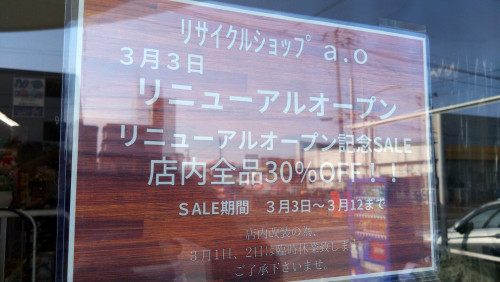 リサイクルショップ a.o
３月３日
リニューアルオープン
リニューアルオープン記念SALE
店内全品30%OFF！！
SALE期間　３月３日～３月12まで
店内改装の為、
３月1日、2日は臨時休業致します。
ご了承下さいませ。